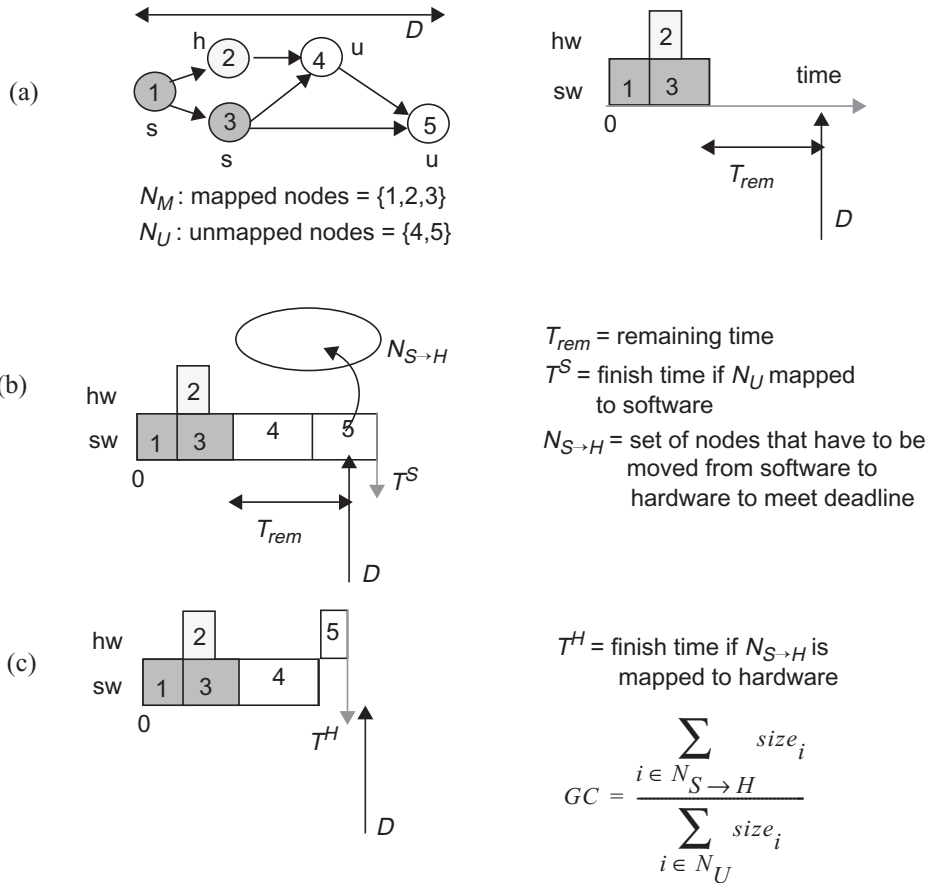 (a)
D
h
2
u
4
1
s
3
s
5
u
N_M : mapped nodes = {1,2,3}
N_U : unmapped nodes = {4,5}
hw
2
sw
1
3
time
0
T_rem
D
(b)
N_S→H
hw
2
sw
1
3
4
5
0
T^S
T_rem
D
T_rem = remaining time
T^S = finish time if N_U mapped
to software
N_S→H = set of nodes that have to be
moved from software to
hardware to meet deadline
(c)
hw
2
5
sw
1
3
4
0
T^H
D
T^H = finish time if N_S→H is
mapped to hardware
∑ size_i
i ∈ N_S → H
GC =
∑ size_i
i ∈ N_U